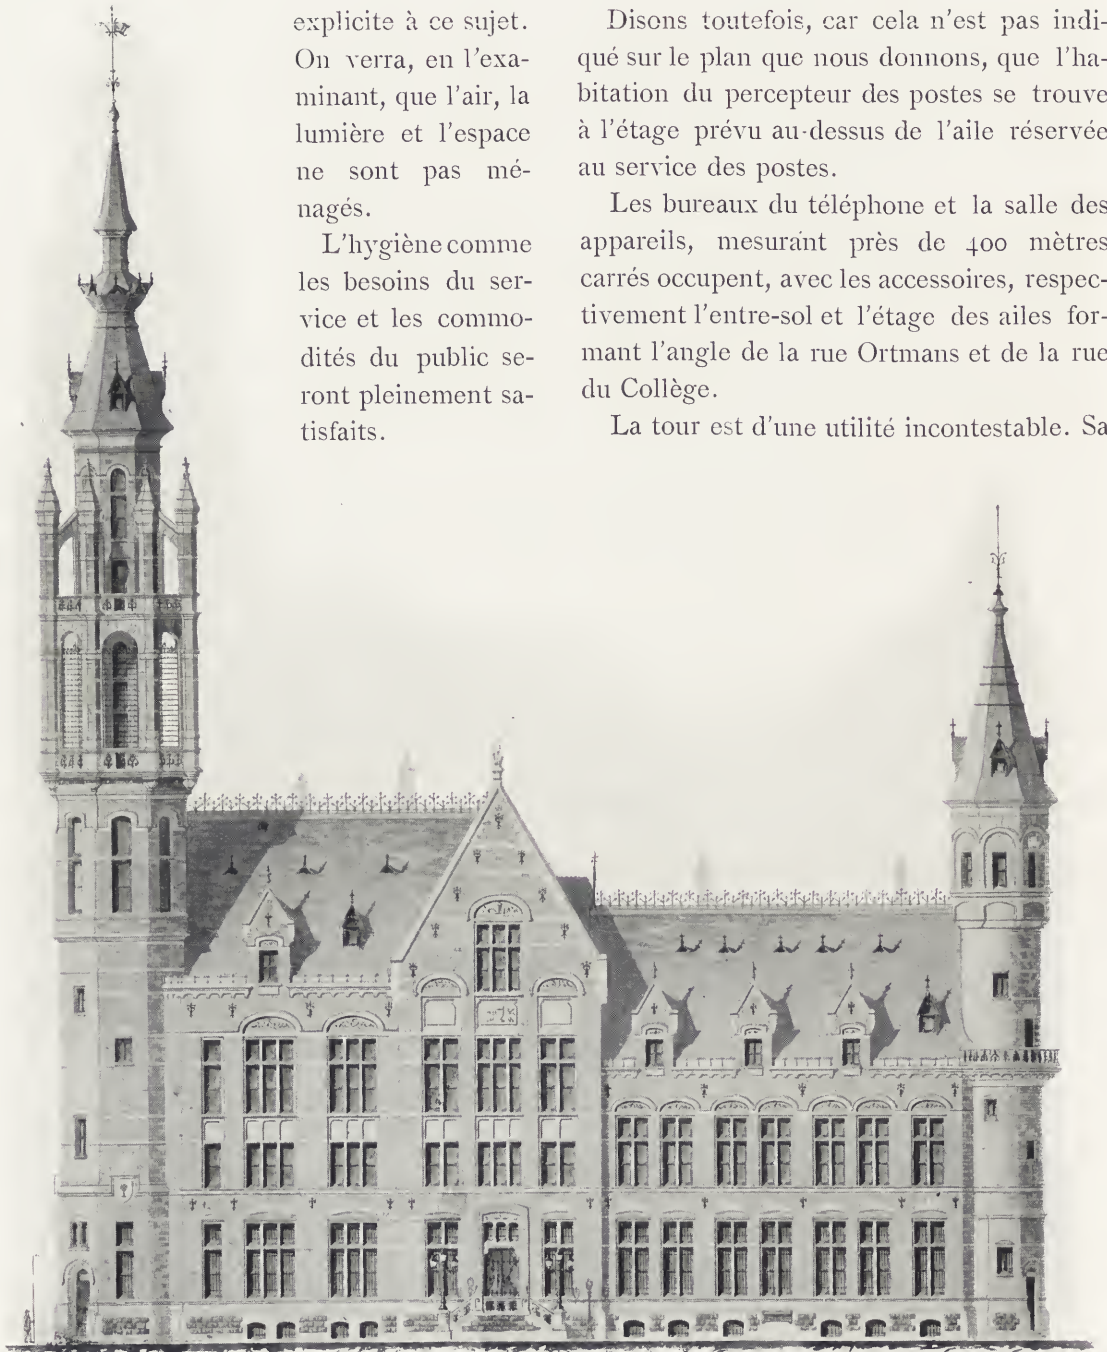 explicite à ce sujet.
On verra, en l'exa-
minant, que l'air, la
lumière et l'espace
ne sont pas mé-
nagés.
L'hygiène comme
les besoins du ser-
vice et les commo-
dités du public se-
ront pleinement sa-
tisfaits.
Disons toutefois, car cela n'est pas indi-
qué sur le plan que nous donnons, que l'ha-
bitation du percepteur des postes se trouve
à l'étage prévu au-dessus de l'aile réservée
au service des postes.
Les bureaux du téléphone et la salle des
appareils, mesurant près de 400 mètres
carrés occupent, avec les accessoires, respec-
tivement l'entre-sol et l'étage des ailes for-
mant l'angle de la rue Ortmans et de la rue
du Collège.
La tour est d'une utilité incontestable. Sa